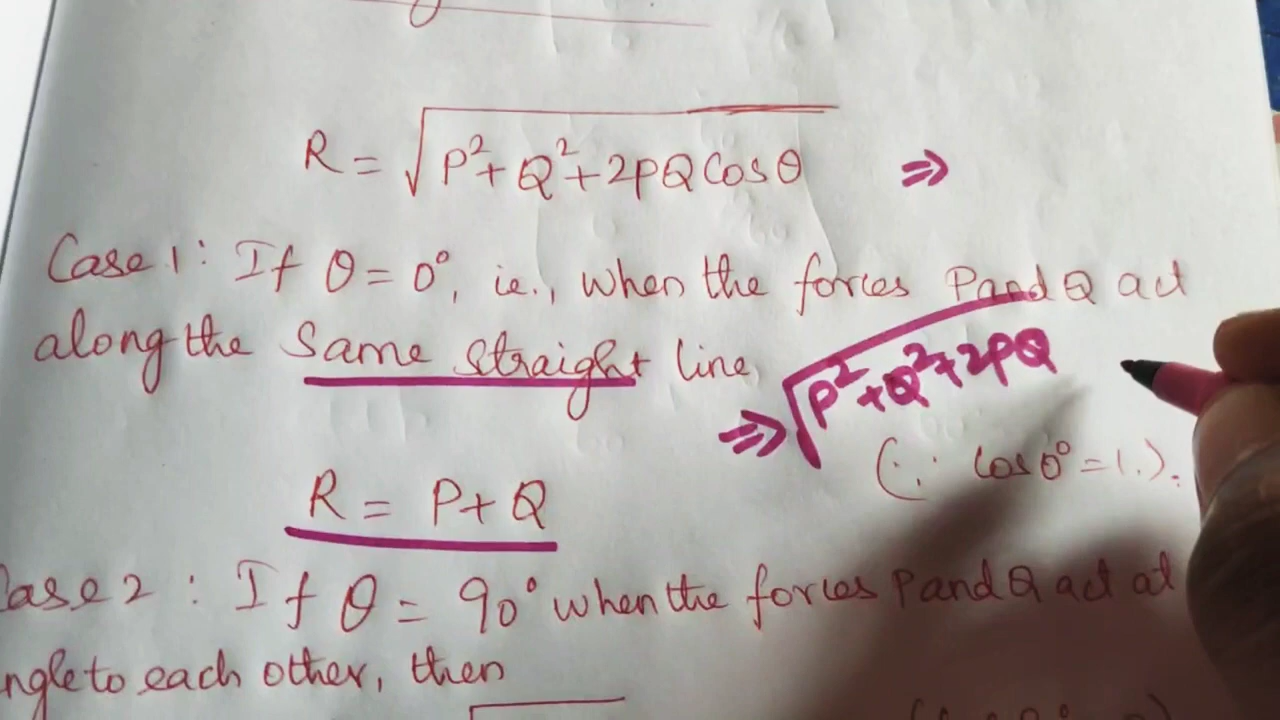 R = √P²+Q²+2PQ Cos θ ⇒
Case 1 : If θ = 0°, ie., when the forces P and Q act
along the Same straight line
⇒ √P²+Q²+2PQ
(∵ Cos 0° = 1.).
R = P + Q
Case 2 : If θ = 90° when the forces P and Q act at
angle to each other, then